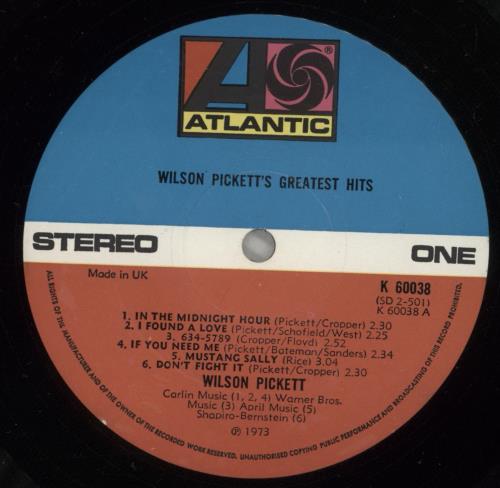 ATLANTIC
®
WILSON PICKETT'S GREATEST HITS
STEREO
ONE
Made in UK
K 60038
(SD 2-501)
K 60038 A
1. IN THE MIDNIGHT HOUR (Pickett/Cropper) 2.30
2. I FOUND A LOVE (Pickett/Schofield/West) 2.25
3. 634-5789 (Cropper/Floyd) 2.52
4. IF YOU NEED ME (Pickett/Bateman/Sanders) 2.34
5. MUSTANG SALLY (Rice) 3.04
6. DON'T FIGHT IT (Pickett/Cropper) 2.30
WILSON PICKETT
Carlin Music (1, 2, 4) Warner Bros.
Music (3) April Music (5)
Shapiro-Bernstein (6)
℗ 1973
ALL RIGHTS OF THE MANUFACTURER AND OF THE OWNER OF THE RECORDED WORK RESERVED. UNAUTHORISED COPYING PUBLIC PERFORMANCE AND BROADCASTING OF THIS RECORD PROHIBITED.